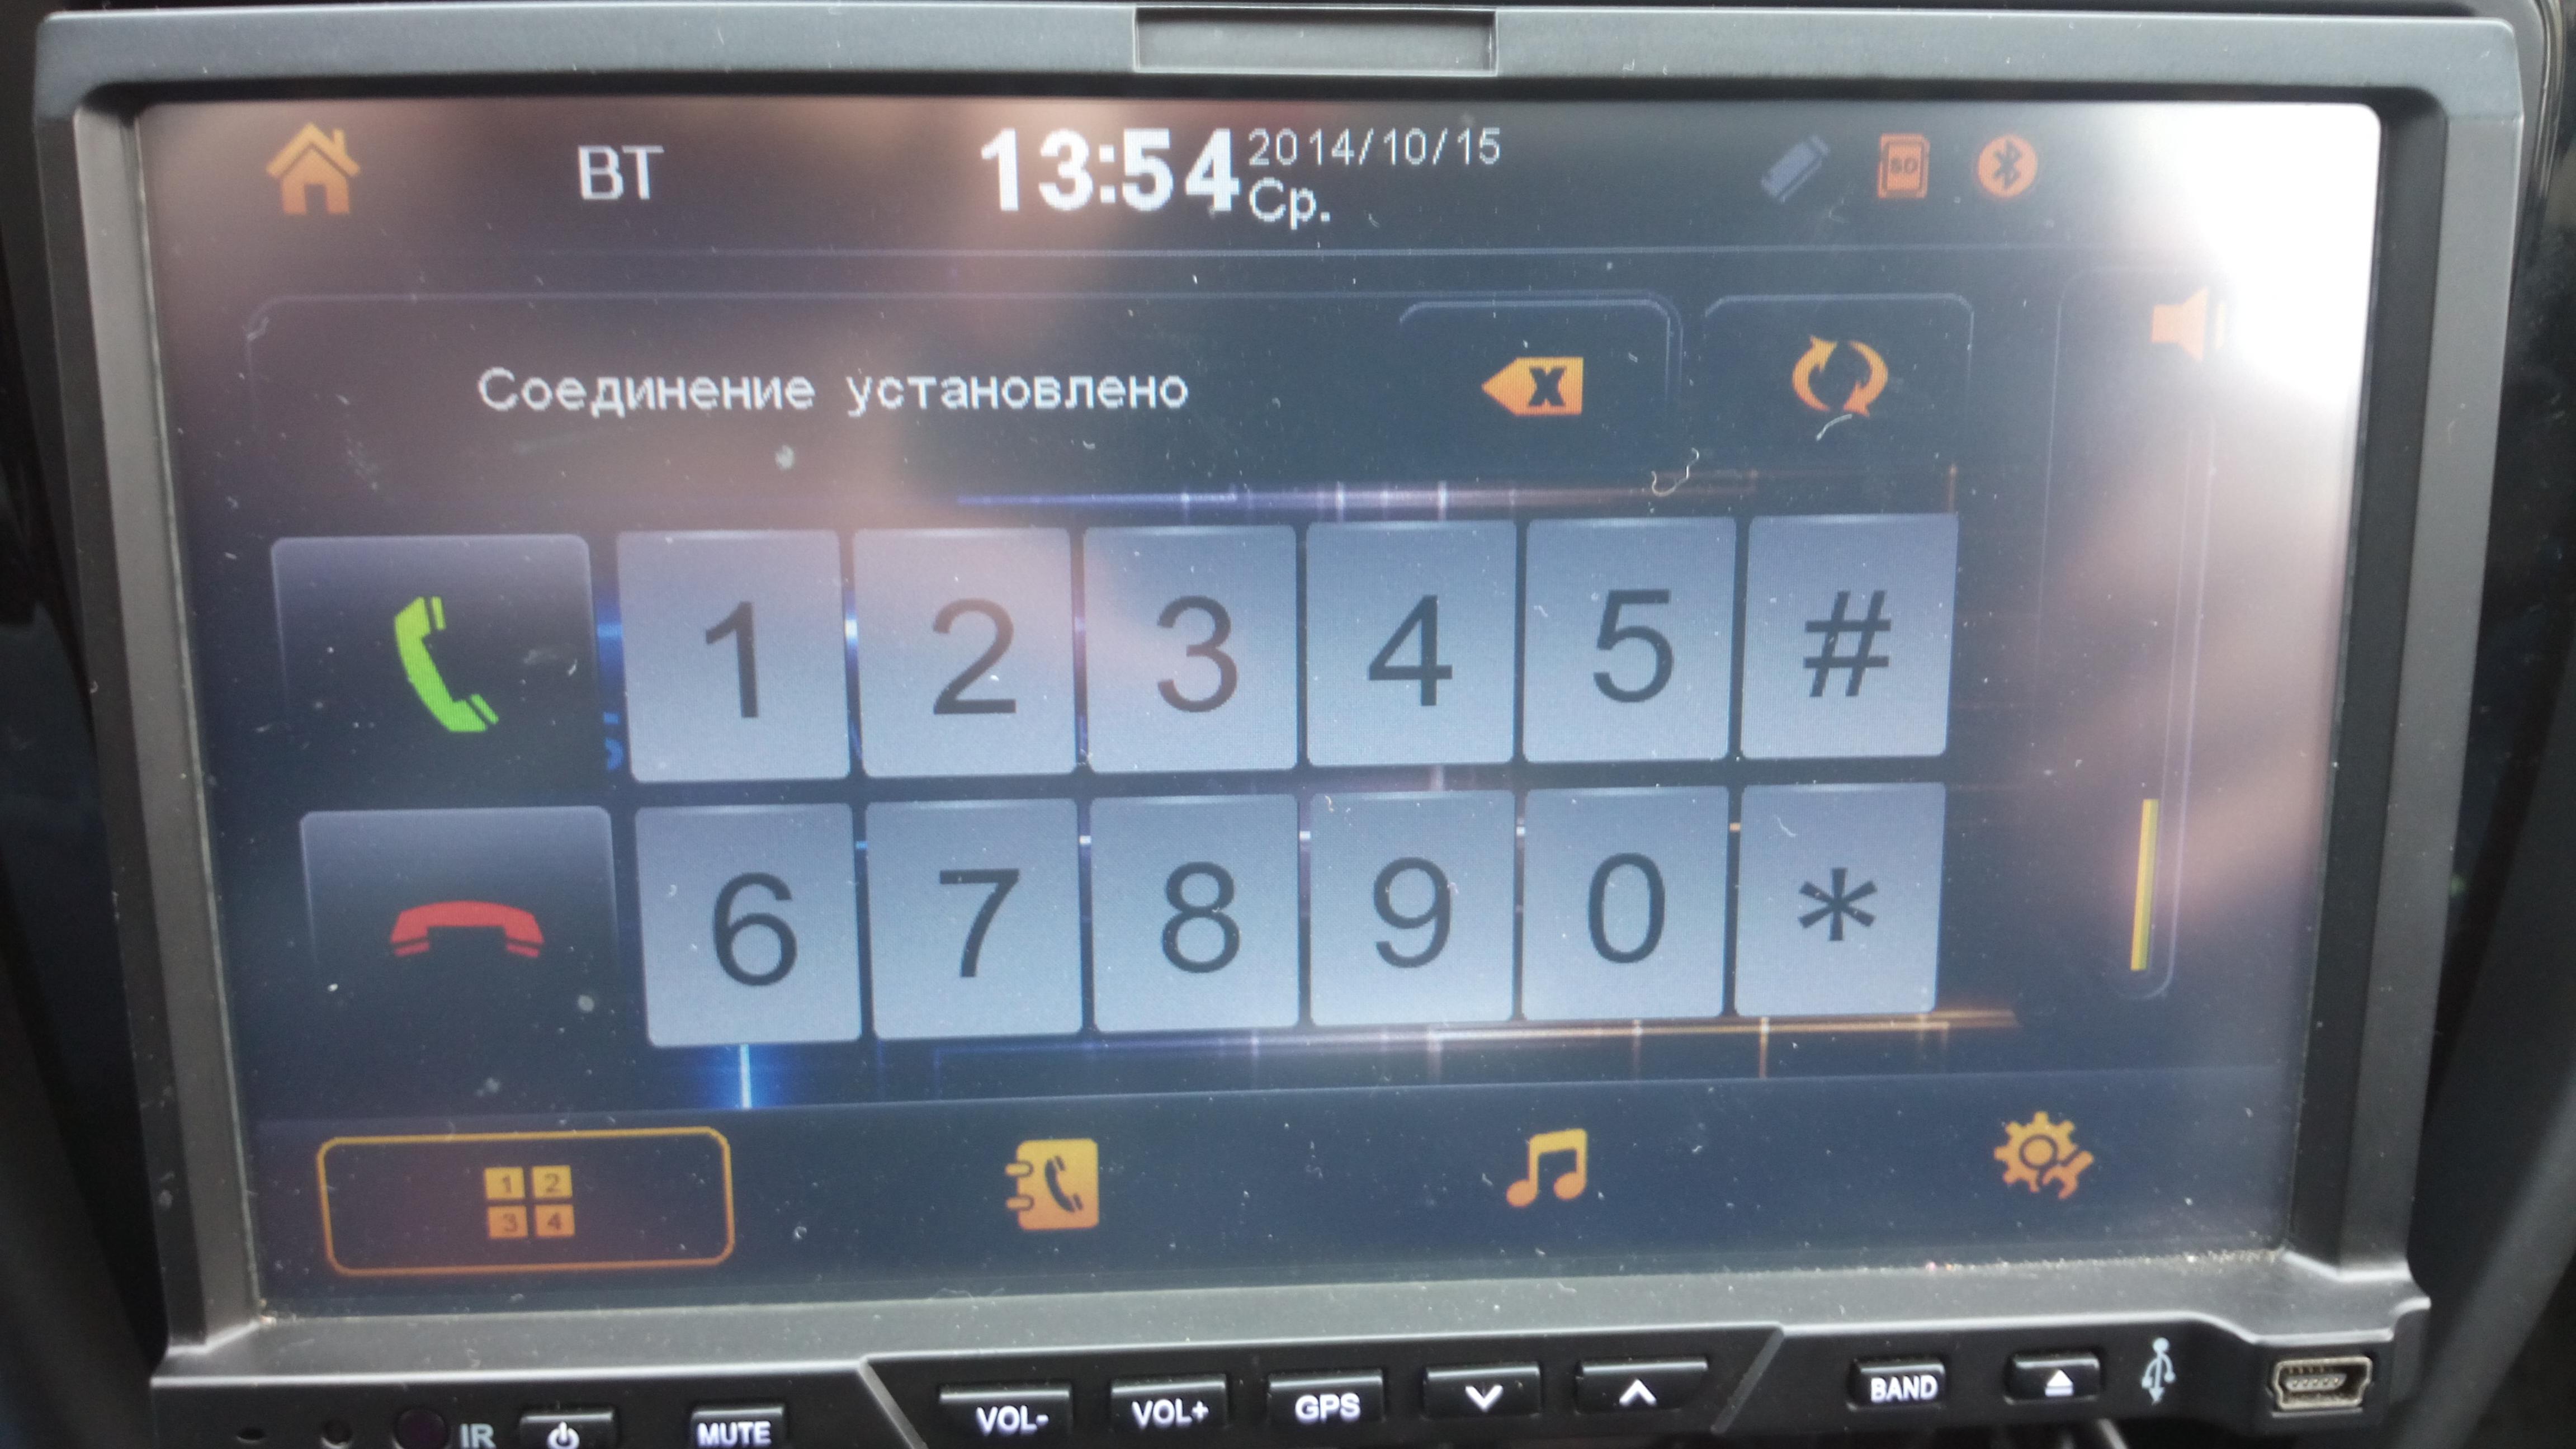 BT 13:54 2014/10/15
Ср.
SD
Соединение установлено
1 2 3 4 5 #
6 7 8 9 0 *
1 2
3 4
IR MUTE VOL- VOL+ GPS BAND